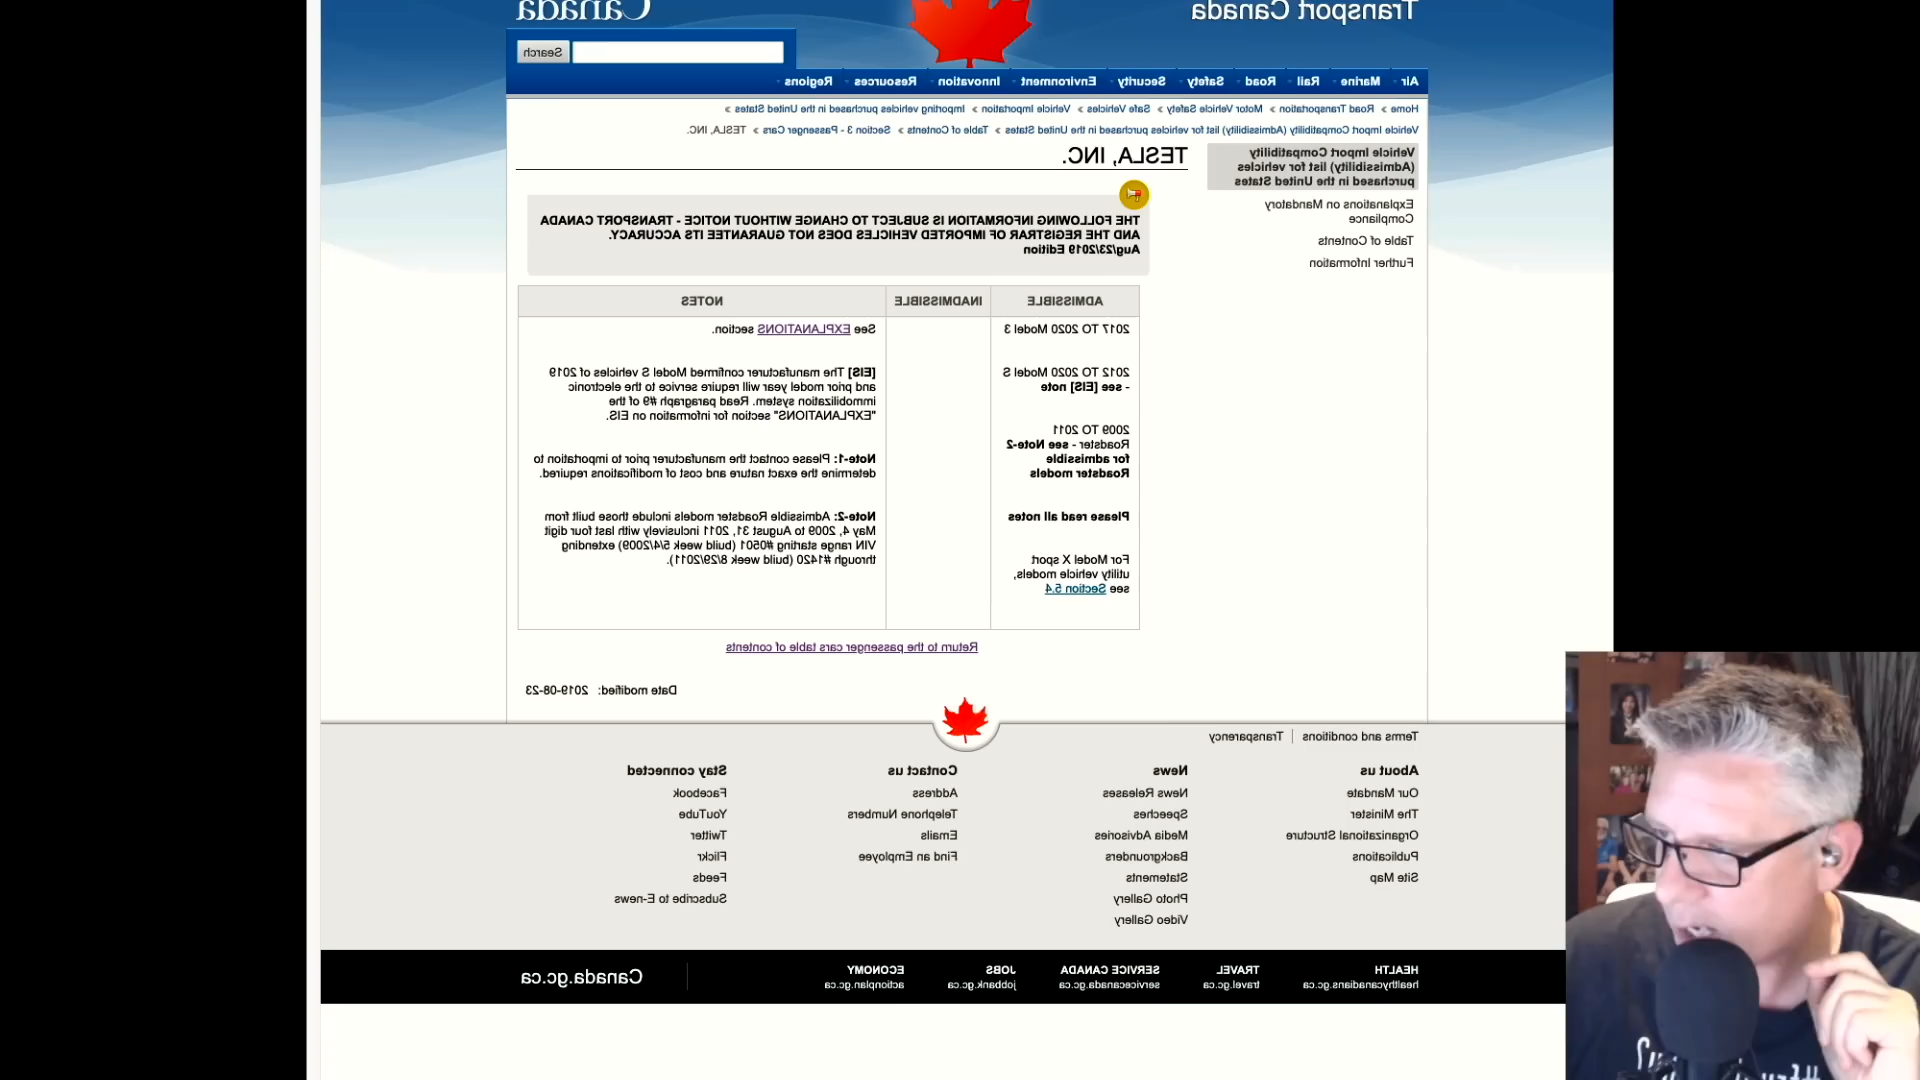 Transport Canada
Canada
Search
Air Marine Rail Road Safety Security Environment Innovation Resources Regions
Home > Road Transportation > Motor Vehicle Safety > Safe Vehicles > Vehicle Importation > Importing vehicles purchased in the United States >
Vehicle Import Compatibility (Admissibility) list for vehicles purchased in the United States > Table of Contents > Section 3 - Passenger Cars > TESLA, INC.
Vehicle Import Compatibility
(Admissibility) list for vehicles
purchased in the United States
Explanations on Mandatory
Compliance
Table of Contents
Further Information
TESLA, INC.
THE FOLLOWING INFORMATION IS SUBJECT TO CHANGE WITHOUT NOTICE - TRANSPORT CANADA
AND THE REGISTRAR OF IMPORTED VEHICLES DOES NOT GUARANTEE ITS ACCURACY.
Aug/23/2019 Edition
ADMISSIBLE
INADMISSIBLE
NOTES
2017 TO 2020 Model 3
2012 TO 2020 Model S
- see [EIS] note
2009 TO 2011
Roadster - see Note-2
for admissible
Roadster models
Please read all notes
For Model X sport
utility vehicle models,
see Section 5.4
See EXPLANATIONS section.
[EIS] The manufacturer confirmed Model S vehicles of 2019
and prior model year will require service to the electronic
immobilization system. Read paragraph #9 of the
"EXPLANATIONS" section for information on EIS.
Note-1: Please contact the manufacturer prior to importation to
determine the exact nature and cost of modifications required.
Note-2: Admissible Roadster models include those built from
May 4, 2009 to August 31, 2011 inclusively with last four digit
VIN range starting #0501 (build week 5/4/2009) extending
through #1420 (build week 8/29/2011).
Return to the passenger cars table of contents
Date modified: 2019-08-23
Terms and conditions | Transparency
About us
Our Mandate
The Minister
Organizational Structure
Publications
Site Map
News
News Releases
Speeches
Media Advisories
Backgrounders
Statements
Photo Gallery
Video Gallery
Contact us
Address
Telephone Numbers
Emails
Find an Employee
Stay connected
Facebook
YouTube
Twitter
Flickr
Feeds
Subscribe to E-news
HEALTH
healthycanadians.gc.ca
TRAVEL
travel.gc.ca
SERVICE CANADA
servicecanada.gc.ca
JOBS
jobbank.gc.ca
ECONOMY
actionplan.gc.ca
Canada.gc.ca